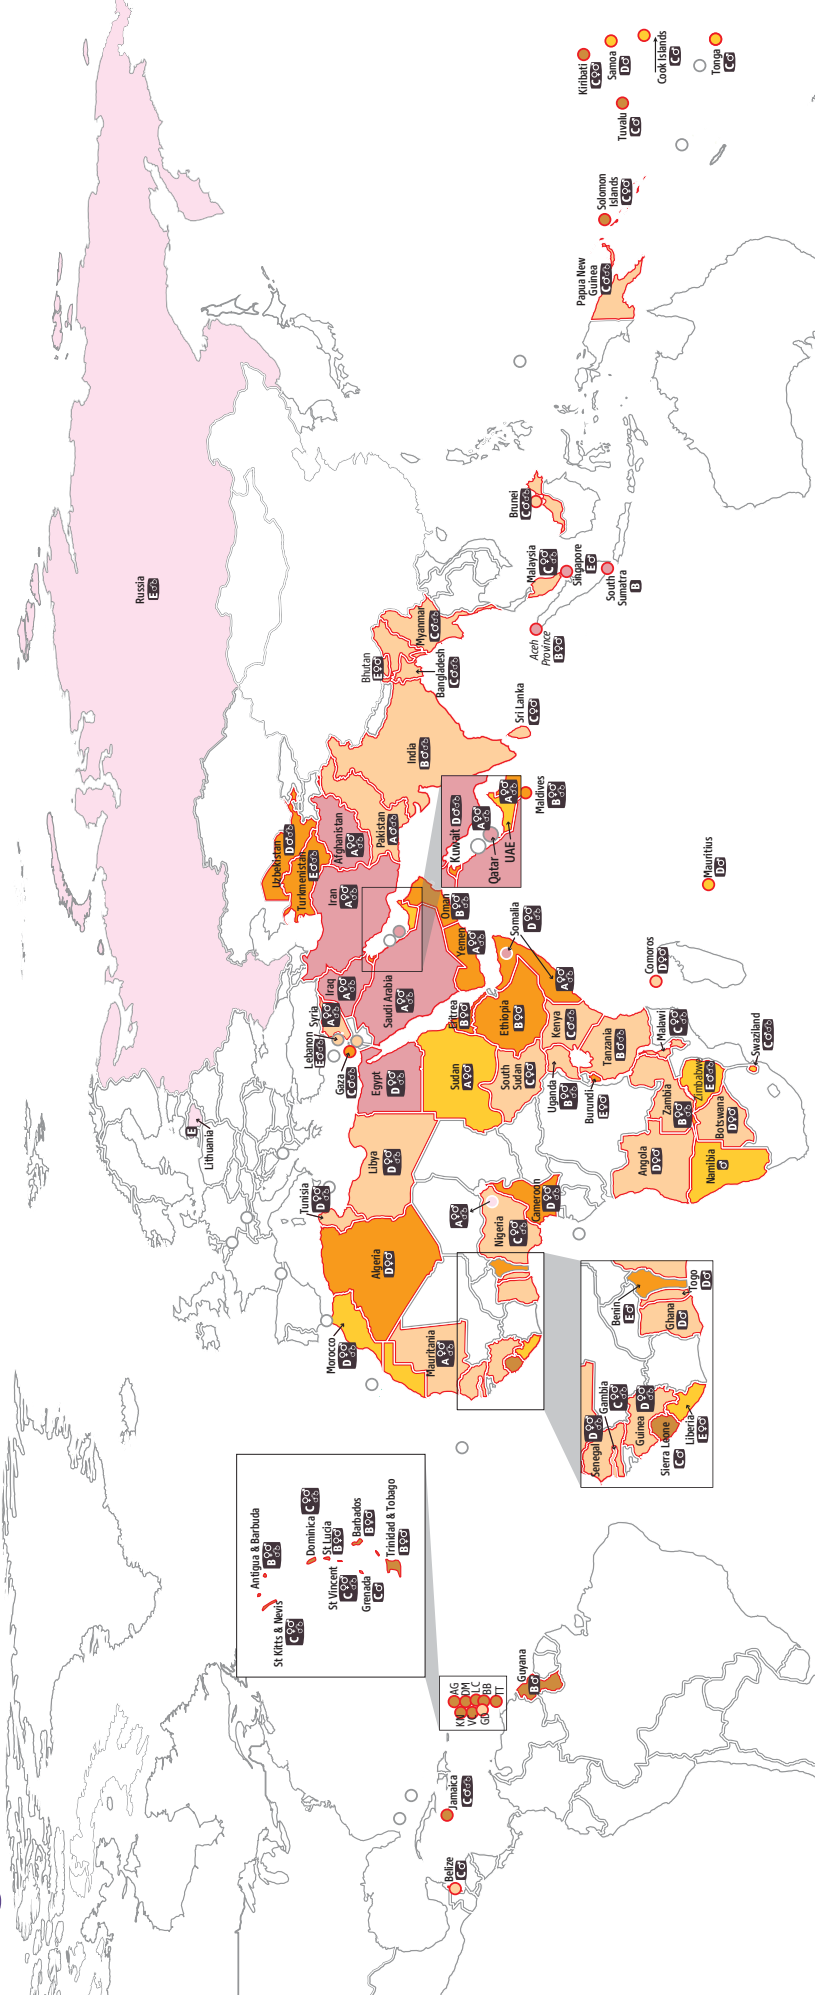 Russia
E
E
Lithuania
Antigua & Barbuda
B
St Kitts & Nevis
C
Dominica
C
St Lucia
B
St Vincent
C
Barbados
B
Grenada
C
Trinidad & Tobago
B
AG
KN
DM
LC
BB
TT
Belize
C
Jamaica
C
Guyana
B
Morocco
D
Algeria
D
Tunisia
D
Libya
D
Egypt
D
Gaza
C
Lebanon
E
Syria
A
Iraq
A
Iran
A
Turkmenistan
E
Uzbekistan
D
Afghanistan
A
Pakistan
A
India
B
Bhutan
E
Bangladesh
C
Myanmar
C
Sri Lanka
C
Maldives
B
Kuwait
D
A
Qatar
UAE
A
Saudi Arabia
A
Oman
B
Yemen
A
Eritrea
B
Ethiopia
B
Somalia
D
A
Sudan
A
South
Sudan
C
Kenya
C
Uganda
B
Burundi
E
Tanzania
B
Malawi
C
Comoros
D
Mauritius
D
Zambia
B
Zimbabwe
E
Botswana
D
Swaziland
C
Angola
D
Namibia
Mauritania
A
Nigeria
C
A
Cameroon
D
Senegal
D
Gambia
C
Guinea
D
Sierra Leone
C
Liberia
E
Benin
E
Ghana
D
Togo
D
Aceh
Province
B
Malaysia
C
Singapore
E
South
Sumatra
B
Brunei
C
Papua New
Guinea
C
Solomon
Islands
C
Tuvalu
C
Kiribati
C
Samoa
D
Cook Islands
C
Tonga
C